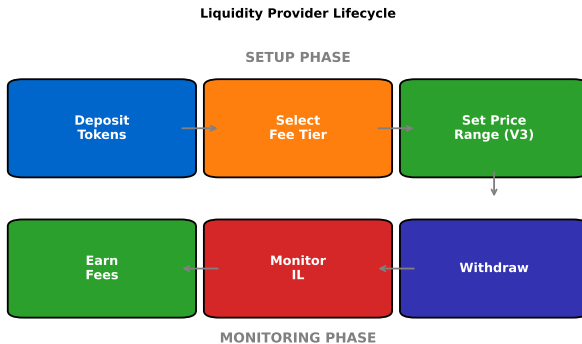 Liquidity Provider Lifecycle
SETUP PHASE
Deposit
Tokens
Select
Fee Tier
Set Price
Range (V3)
Earn
Fees
Monitor
IL
Withdraw
MONITORING PHASE